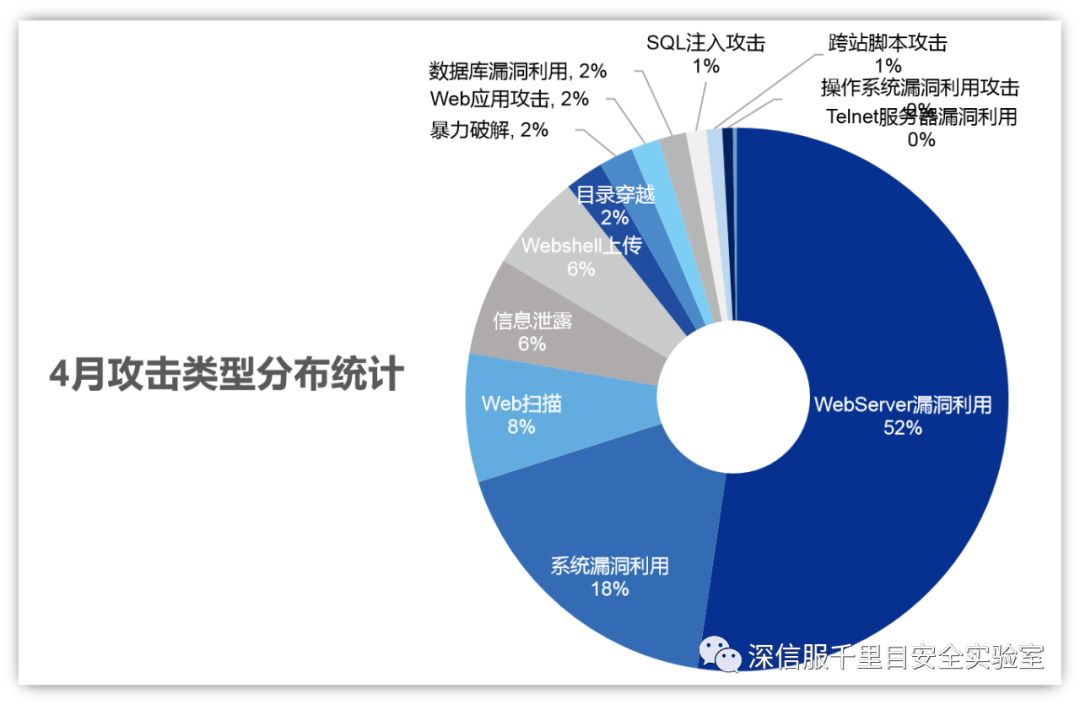 SQL注入攻击
1%
跨站脚本攻击
1%
数据库漏洞利用, 2%
操作系统漏洞利用攻击
0%
Web应用攻击, 2%
Telnet服务器漏洞利用
0%
暴力破解, 2%
目录穿越
2%
Webshell上传
6%
信息泄露
6%
4月攻击类型分布统计
Web扫描
8%
WebServer漏洞利用
52%
系统漏洞利用
18%
深信服千里目安全实验室